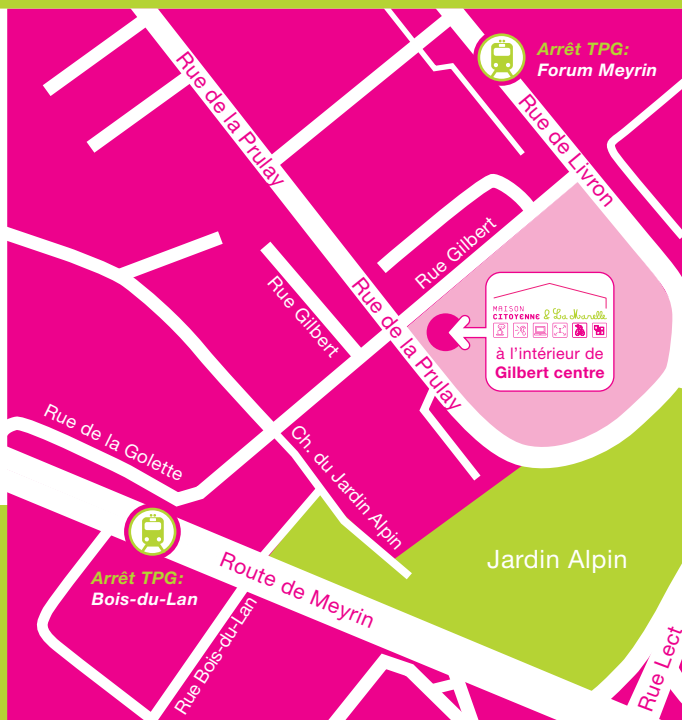 Arrêt TPG:
Forum Meyrin
Rue de la Prulay
Rue de Livron
Rue Gilbert
Rue Gilbert
Rue de la Prulay
MAISON
CITOYENNE & La Marelle
à l'intérieur de
Gilbert centre
Rue de la Golette
Ch. du Jardin Alpin
Jardin Alpin
Arrêt TPG:
Bois-du-Lan
Route de Meyrin
Rue Bois-du-Lan
Rue Lect